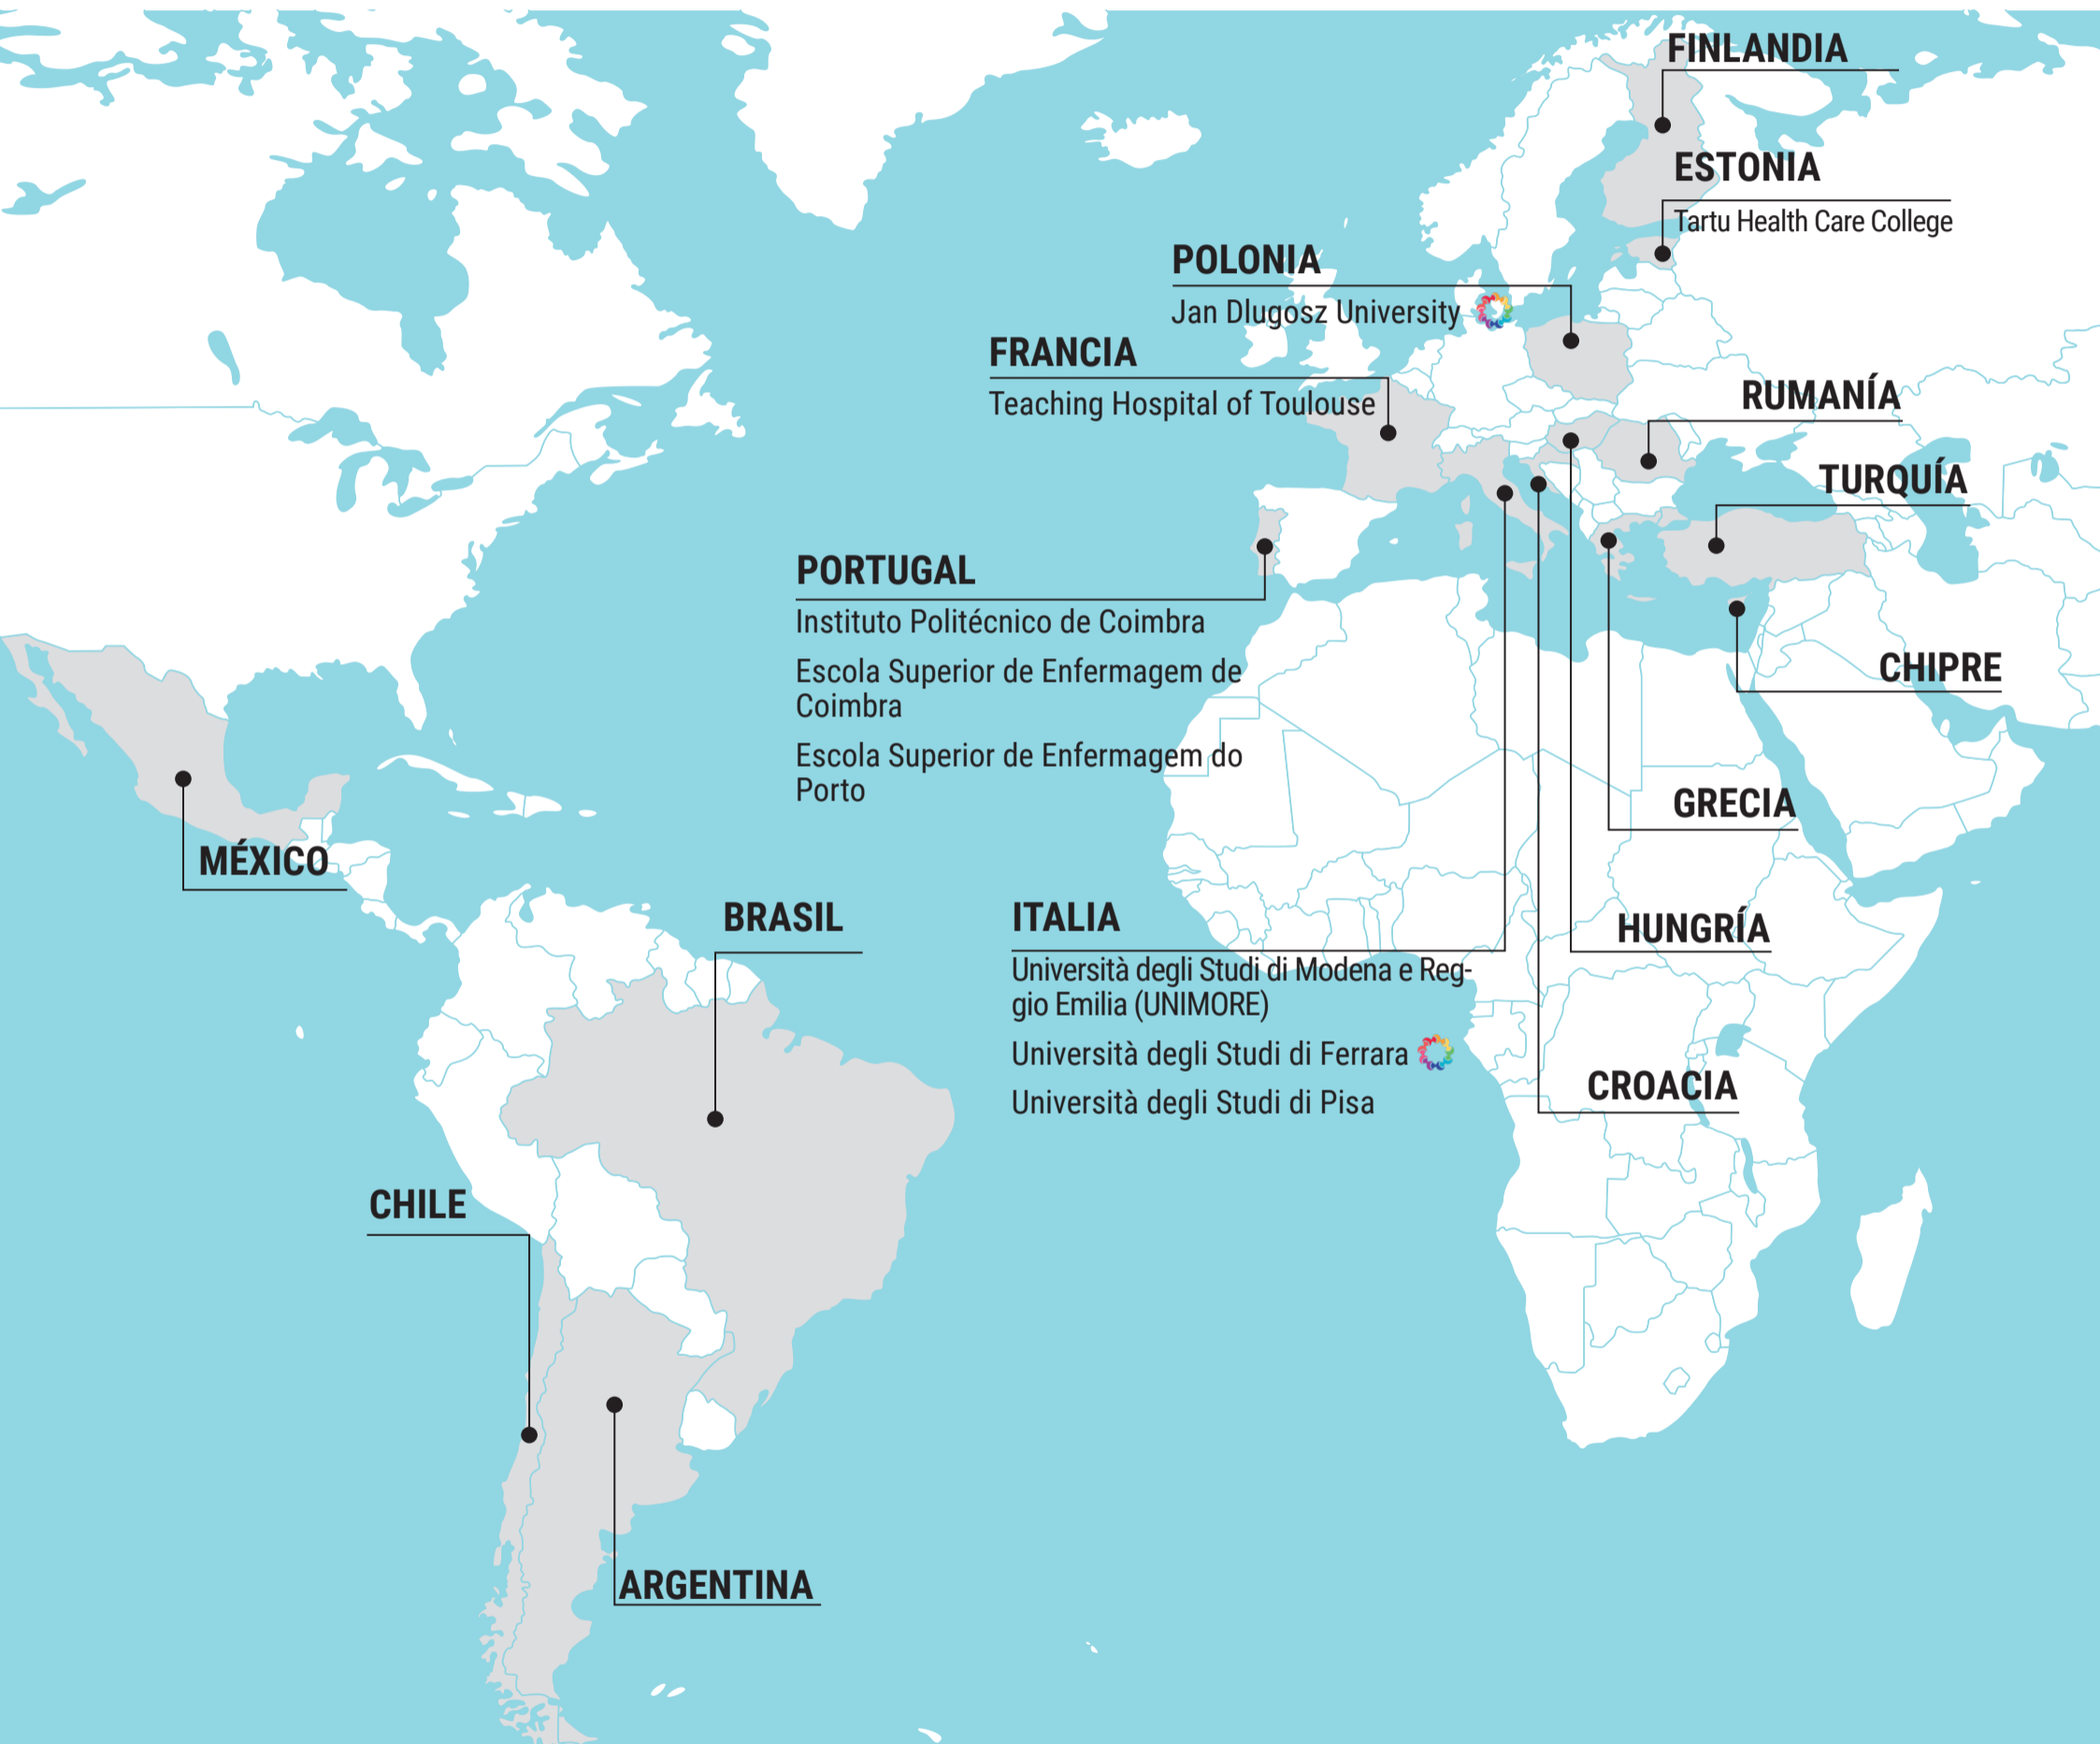 FINLANDIA
ESTONIA
Tartu Health Care College
POLONIA
Jan Dlugosz University
FRANCIA
Teaching Hospital of Toulouse
RUMANÍA
TURQUÍA
PORTUGAL
Instituto Politécnico de Coimbra
Escola Superior de Enfermagem de
Coimbra
Escola Superior de Enfermagem do
Porto
CHIPRE
GRECIA
MÉXICO
BRASIL
ITALIA
Università degli Studi di Modena e Reg-
gio Emilia (UNIMORE)
Università degli Studi di Ferrara
Università degli Studi di Pisa
HUNGRÍA
CROACIA
CHILE
ARGENTINA